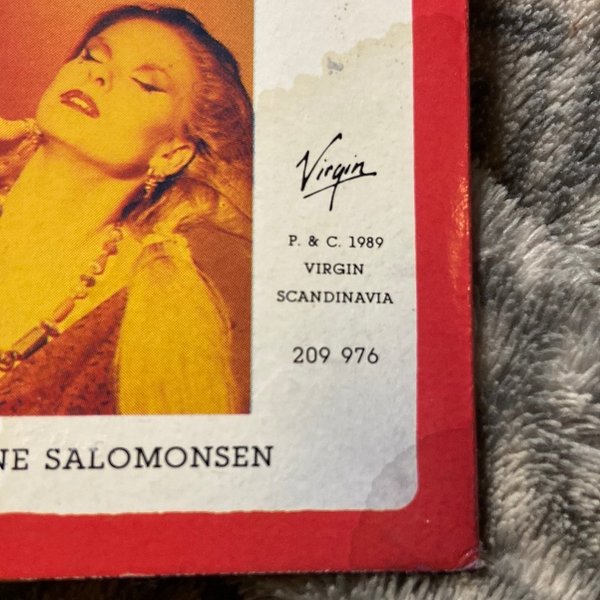 Virgin
P. & C. 1989
VIRGIN
SCANDINAVIA
209 976
NE SALOMONSEN